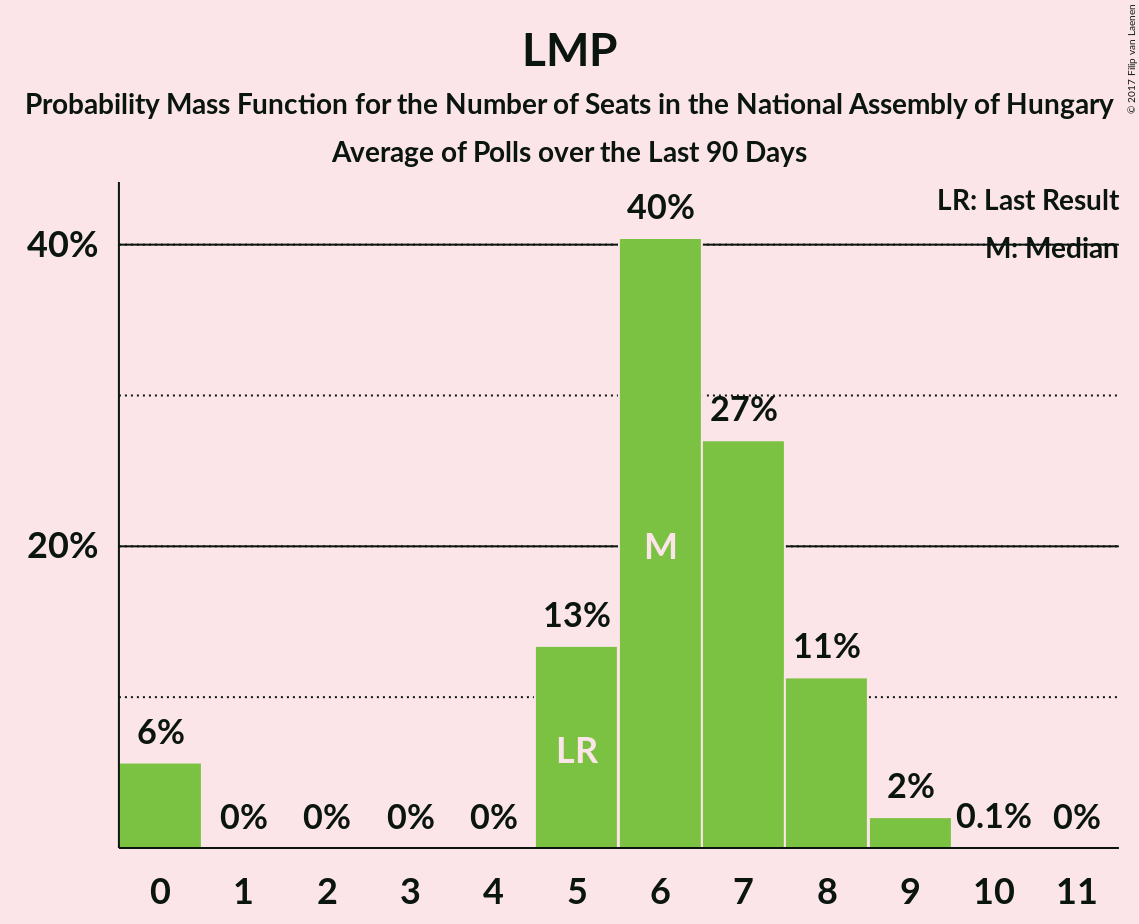 LMP
Probability Mass Function for the Number of Seats in the National Assembly of Hungary
Average of Polls over the Last 90 Days
© 2017 Filip van Laenen
LR: Last Result
M: Median
40%
20%
6%
0%
0%
0%
0%
13%
40%
27%
11%
2%
0.1%
0%
LR
M
0 1 2 3 4 5 6 7 8 9 10 11